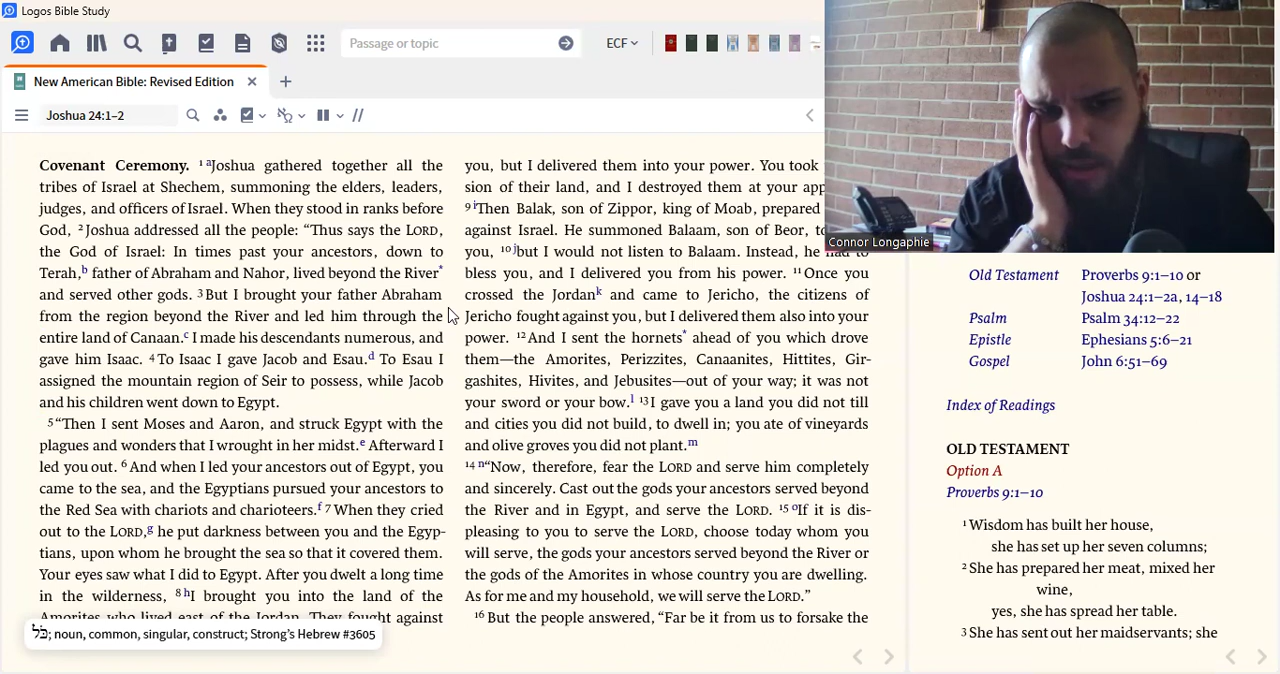 Logos Bible Study
Passage or topic
ECF
New American Bible: Revised Edition
Joshua 24:1–2
Covenant Ceremony. 1 aJoshua gathered together all the
tribes of Israel at Shechem, summoning the elders, leaders,
judges, and officers of Israel. When they stood in ranks before
God, 2 Joshua addressed all the people: “Thus says the LORD,
the God of Israel: In times past your ancestors, down to
Terah,b father of Abraham and Nahor, lived beyond the River*
and served other gods. 3 But I brought your father Abraham
from the region beyond the River and led him through the
entire land of Canaan.c I made his descendants numerous, and
gave him Isaac. 4 To Isaac I gave Jacob and Esau.d To Esau I
assigned the mountain region of Seir to possess, while Jacob
and his children went down to Egypt.
5 “Then I sent Moses and Aaron, and struck Egypt with the
plagues and wonders that I wrought in her midst.e Afterward I
led you out. 6 And when I led your ancestors out of Egypt, you
came to the sea, and the Egyptians pursued your ancestors to
the Red Sea with chariots and charioteers.f 7 When they cried
out to the LORD,g he put darkness between you and the Egyp-
tians, upon whom he brought the sea so that it covered them.
Your eyes saw what I did to Egypt. After you dwelt a long time
in the wilderness, 8 hI brought you into the land of the
Amorites who lived east of the Jordan. They fought against
כֹּל; noun, common, singular, construct; Strong’s Hebrew #3605
you, but I delivered them into your power. You took
sion of their land, and I destroyed them at your app
9 iThen Balak, son of Zippor, king of Moab, prepared
against Israel. He summoned Balaam, son of Beor, to
you, 10 jbut I would not listen to Balaam. Instead, he had to
bless you, and I delivered you from his power. 11 Once you
crossed the Jordank and came to Jericho, the citizens of
Jericho fought against you, but I delivered them also into your
power. 12 And I sent the hornets* ahead of you which drove
them—the Amorites, Perizzites, Canaanites, Hittites, Gir-
gashites, Hivites, and Jebusites—out of your way; it was not
your sword or your bow.l 13 I gave you a land you did not till
and cities you did not build, to dwell in; you ate of vineyards
and olive groves you did not plant.m
14 n“Now, therefore, fear the LORD and serve him completely
and sincerely. Cast out the gods your ancestors served beyond
the River and in Egypt, and serve the LORD. 15 oIf it is dis-
pleasing to you to serve the LORD, choose today whom you
will serve, the gods your ancestors served beyond the River or
the gods of the Amorites in whose country you are dwelling.
As for me and my household, we will serve the LORD.”
16 But the people answered, “Far be it from us to forsake the
Connor Longaphie
Old Testament Proverbs 9:1–10 or
Joshua 24:1–2a, 14–18
Psalm Psalm 34:12–22
Epistle Ephesians 5:6–21
Gospel John 6:51–69
Index of Readings
OLD TESTAMENT
Option A
Proverbs 9:1–10
1 Wisdom has built her house,
she has set up her seven columns;
2 She has prepared her meat, mixed her
wine,
yes, she has spread her table.
3 She has sent out her maidservants; she